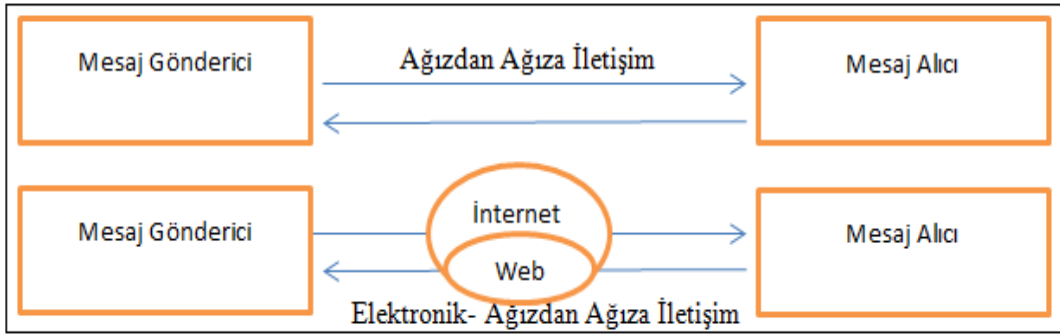 Mesaj Gönderici
Ağızdan Ağıza İletişim
Mesaj Alıcı
Mesaj Gönderici
İnternet
Mesaj Alıcı
Web
Elektronik- Ağızdan Ağıza İletişim